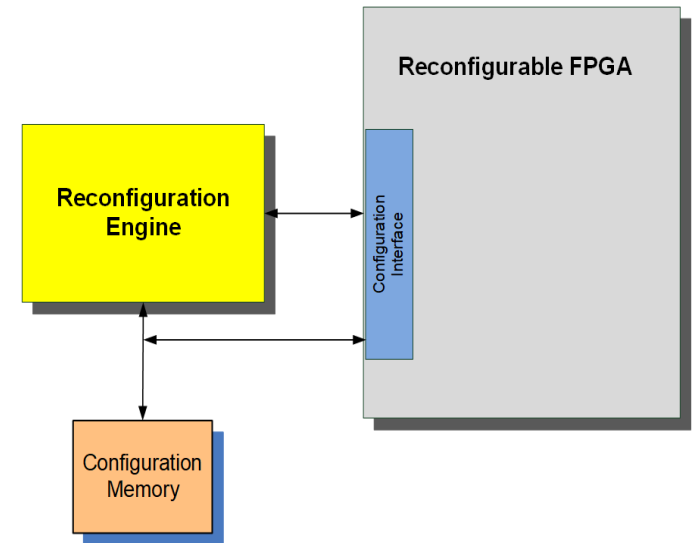 Reconfigurable FPGA
Reconfiguration
Engine
Configuration
Interface
Configuration
Memory